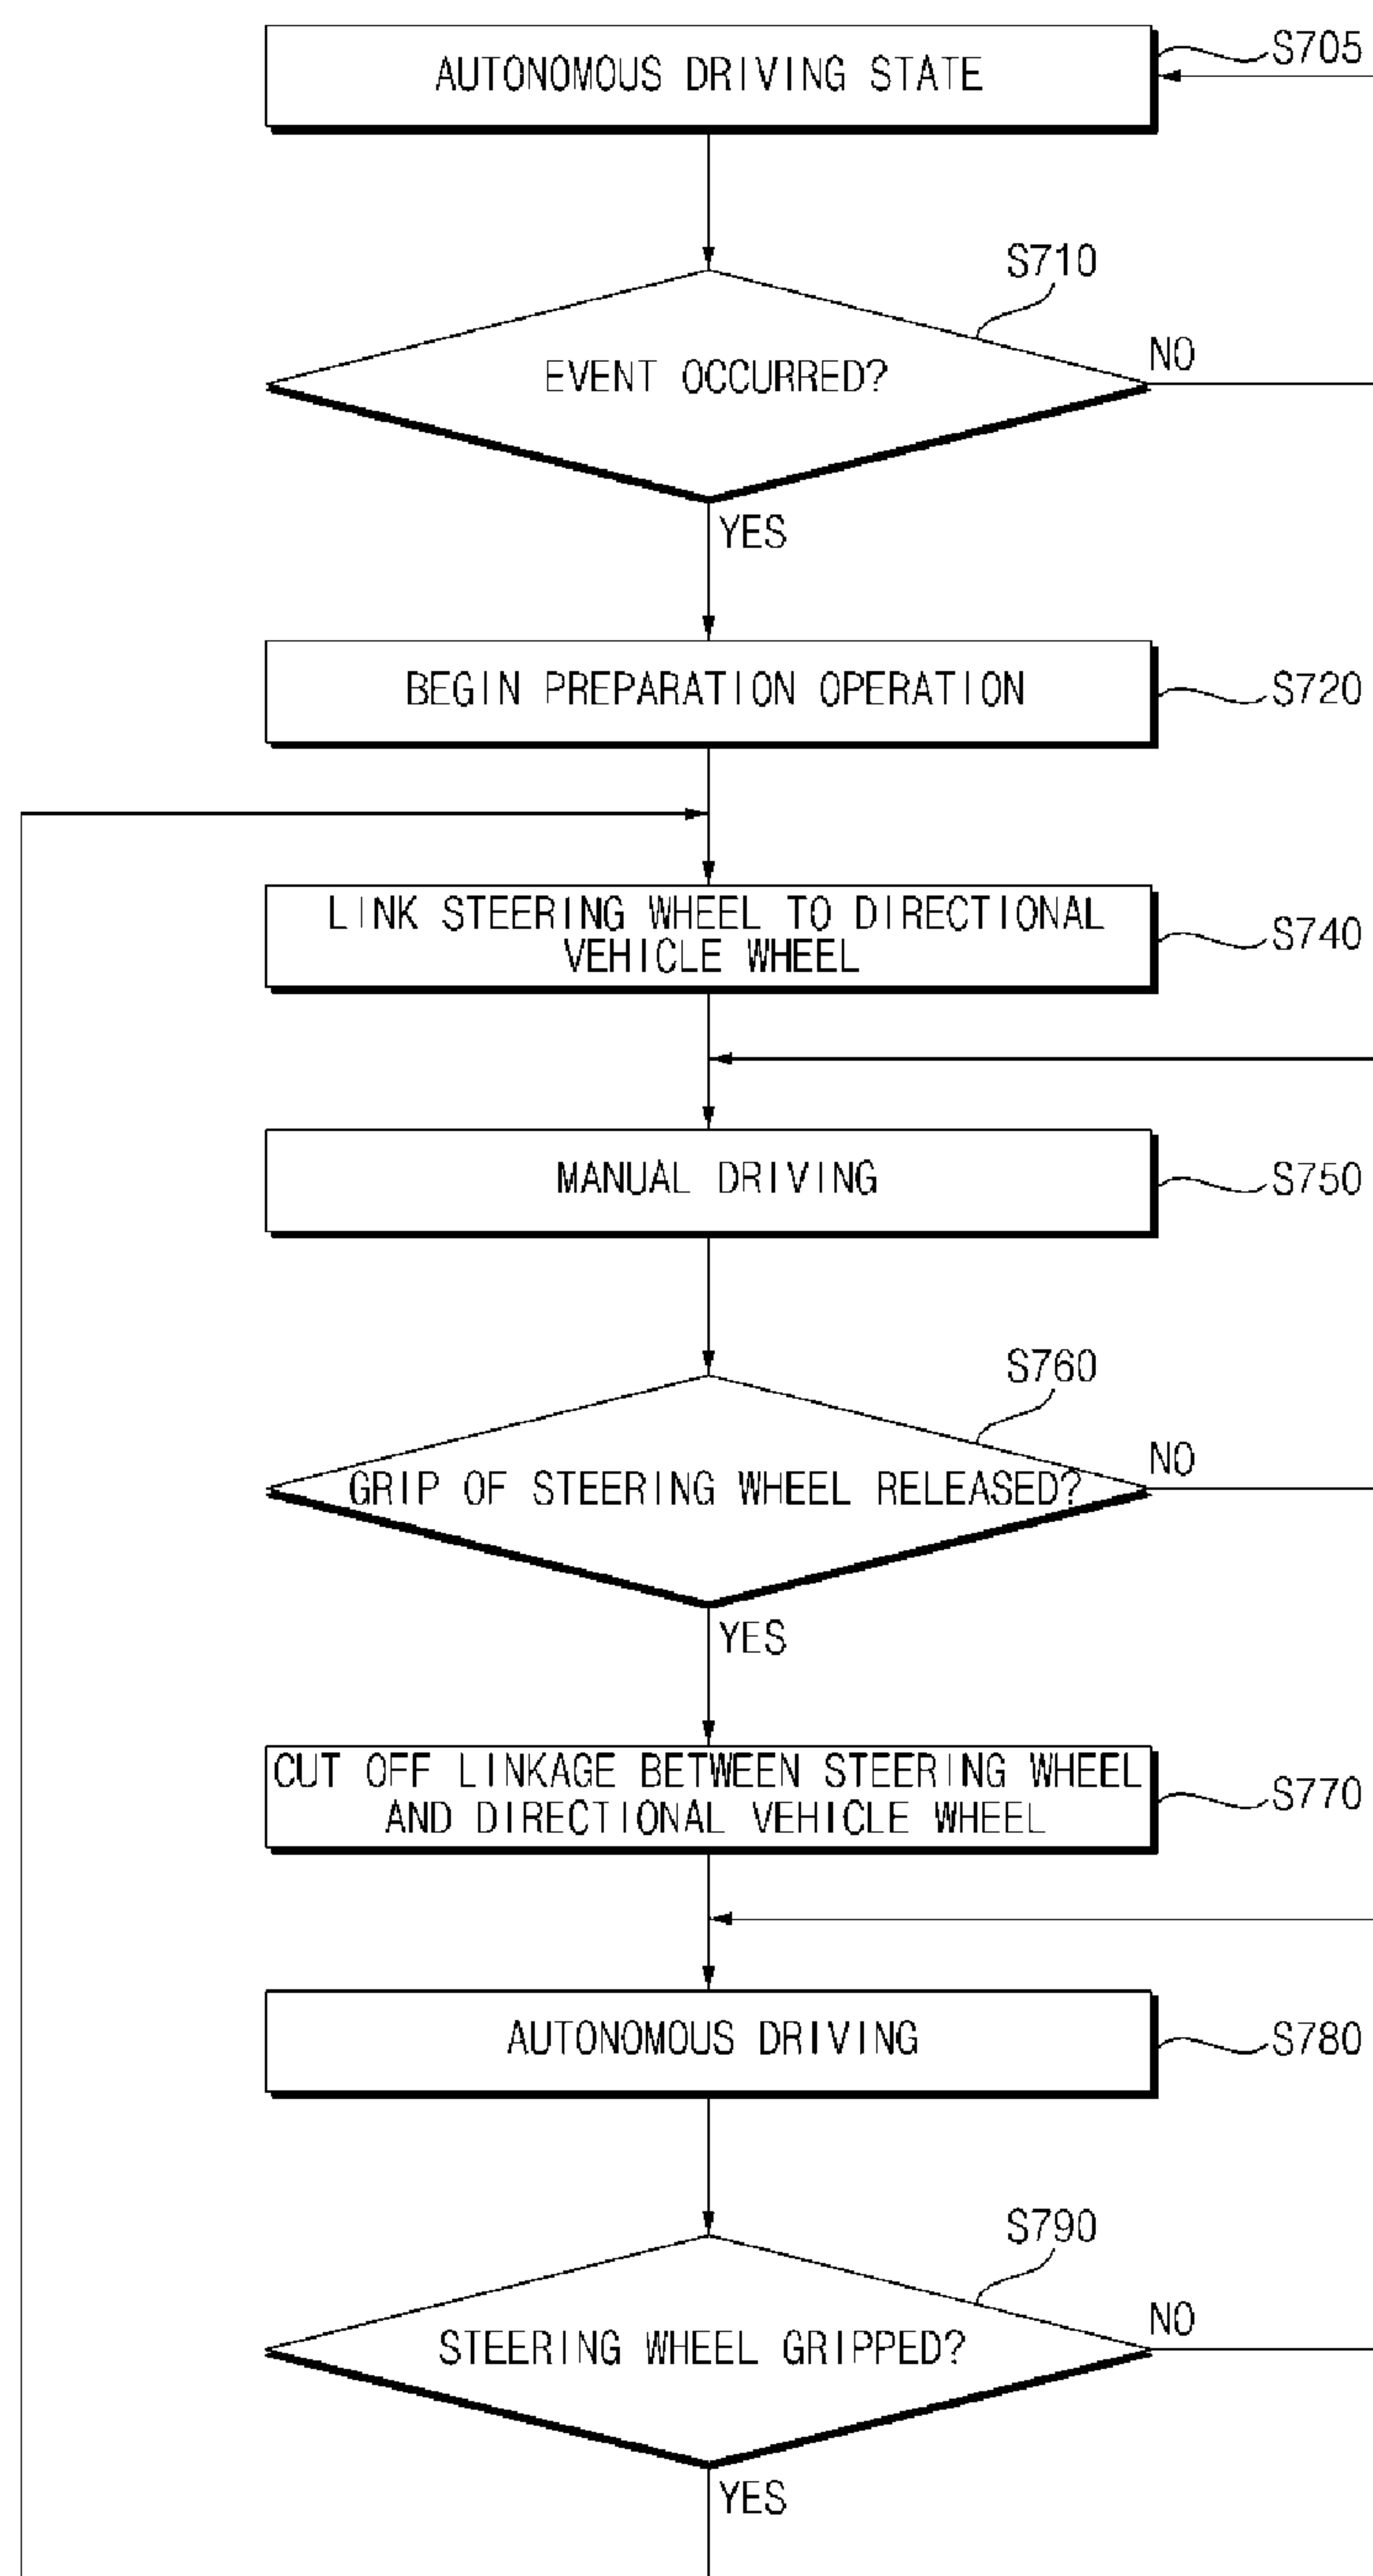 AUTONOMOUS DRIVING STATE
S705
S710
EVENT OCCURRED?
NO
YES
BEGIN PREPARATION OPERATION
S720
LINK STEERING WHEEL TO DIRECTIONAL
VEHICLE WHEEL
S740
MANUAL DRIVING
S750
S760
GRIP OF STEERING WHEEL RELEASED?
NO
YES
CUT OFF LINKAGE BETWEEN STEERING WHEEL
AND DIRECTIONAL VEHICLE WHEEL
S770
AUTONOMOUS DRIVING
S780
S790
STEERING WHEEL GRIPPED?
NO
YES